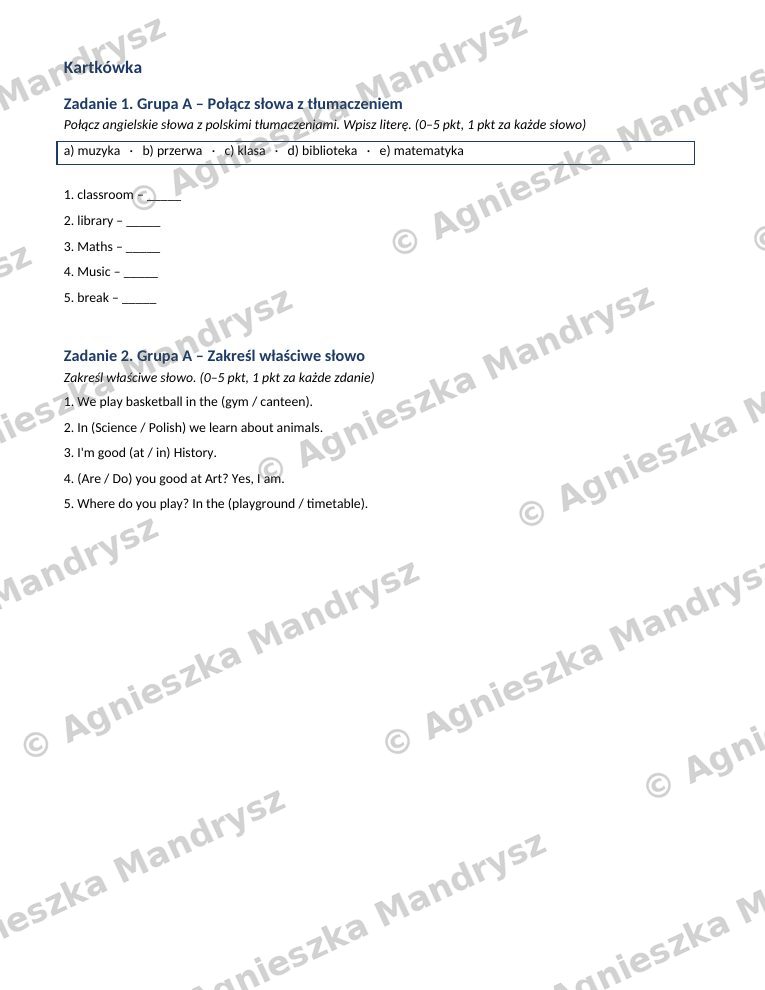 Kartkówka
Zadanie 1. Grupa A – Połącz słowa z tłumaczeniem
Połącz angielskie słowa z polskimi tłumaczeniami. Wpisz literę. (0–5 pkt, 1 pkt za każde słowo)
a) muzyka · b) przerwa · c) klasa · d) biblioteka · e) matematyka
1. classroom – _____
2. library – _____
3. Maths – _____
4. Music – _____
5. break – _____
Zadanie 2. Grupa A – Zakreśl właściwe słowo
Zakreśl właściwe słowo. (0–5 pkt, 1 pkt za każde zdanie)
1. We play basketball in the (gym / canteen).
2. In (Science / Polish) we learn about animals.
3. I'm good (at / in) History.
4. (Are / Do) you good at Art? Yes, I am.
5. Where do you play? In the (playground / timetable).
© Agnieszka Mandrysz